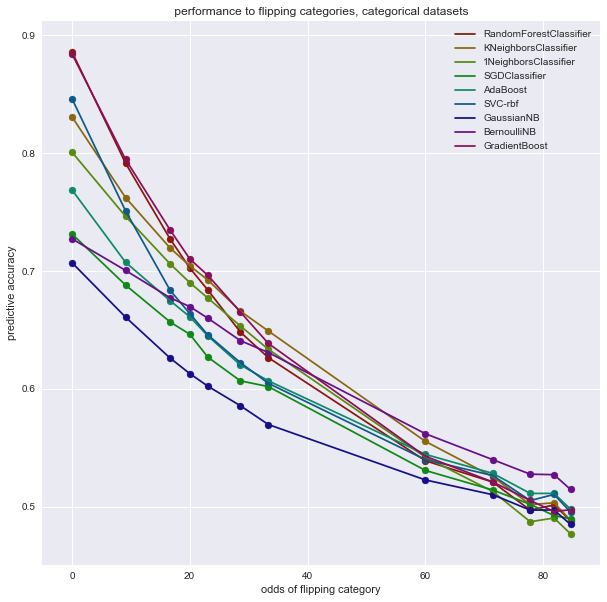 performance to flipping categories, categorical datasets
RandomForestClassifier
KNeighborsClassifier
1NeighborsClassifier
SGDClassifier
AdaBoost
SVC-rbf
GaussianNB
BernoulliNB
GradientBoost
predictive accuracy
0.9
0.8
0.7
0.6
0.5
0
20
40
60
80
odds of flipping category